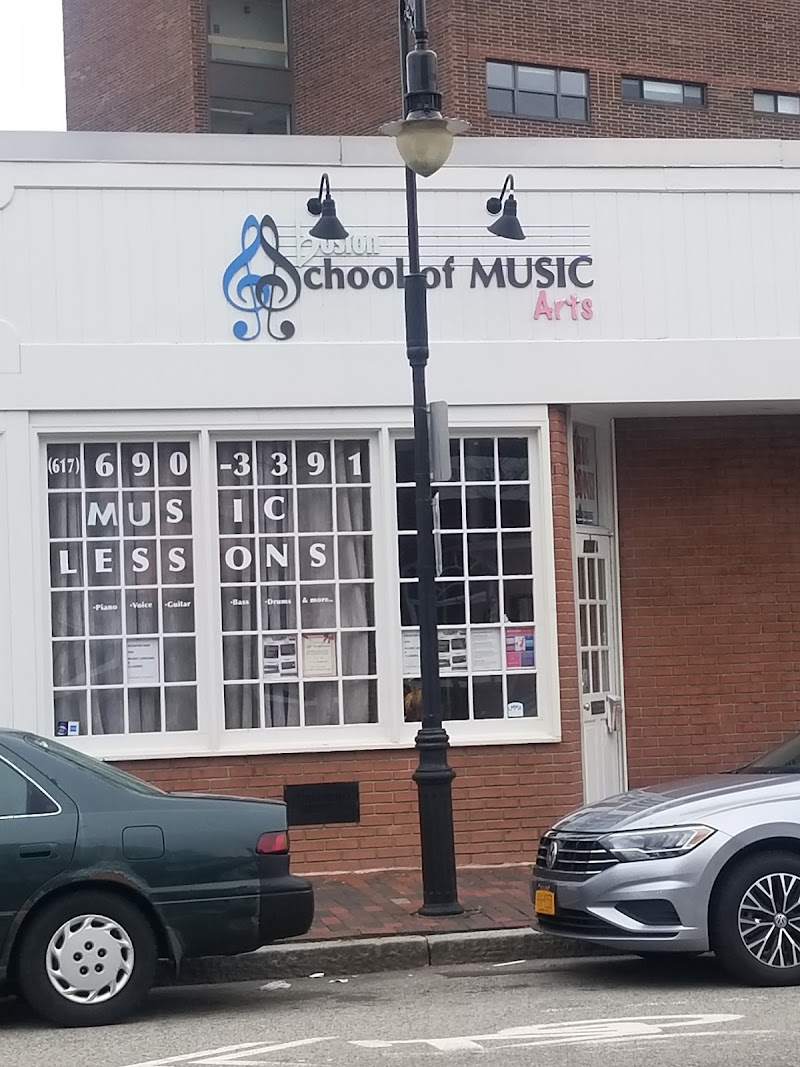 Boston
School of MUSIC
Arts
(617) 690-3391
MUSIC
LESSONS
-Piano -Voice -Guitar -Bass -Drums & more...